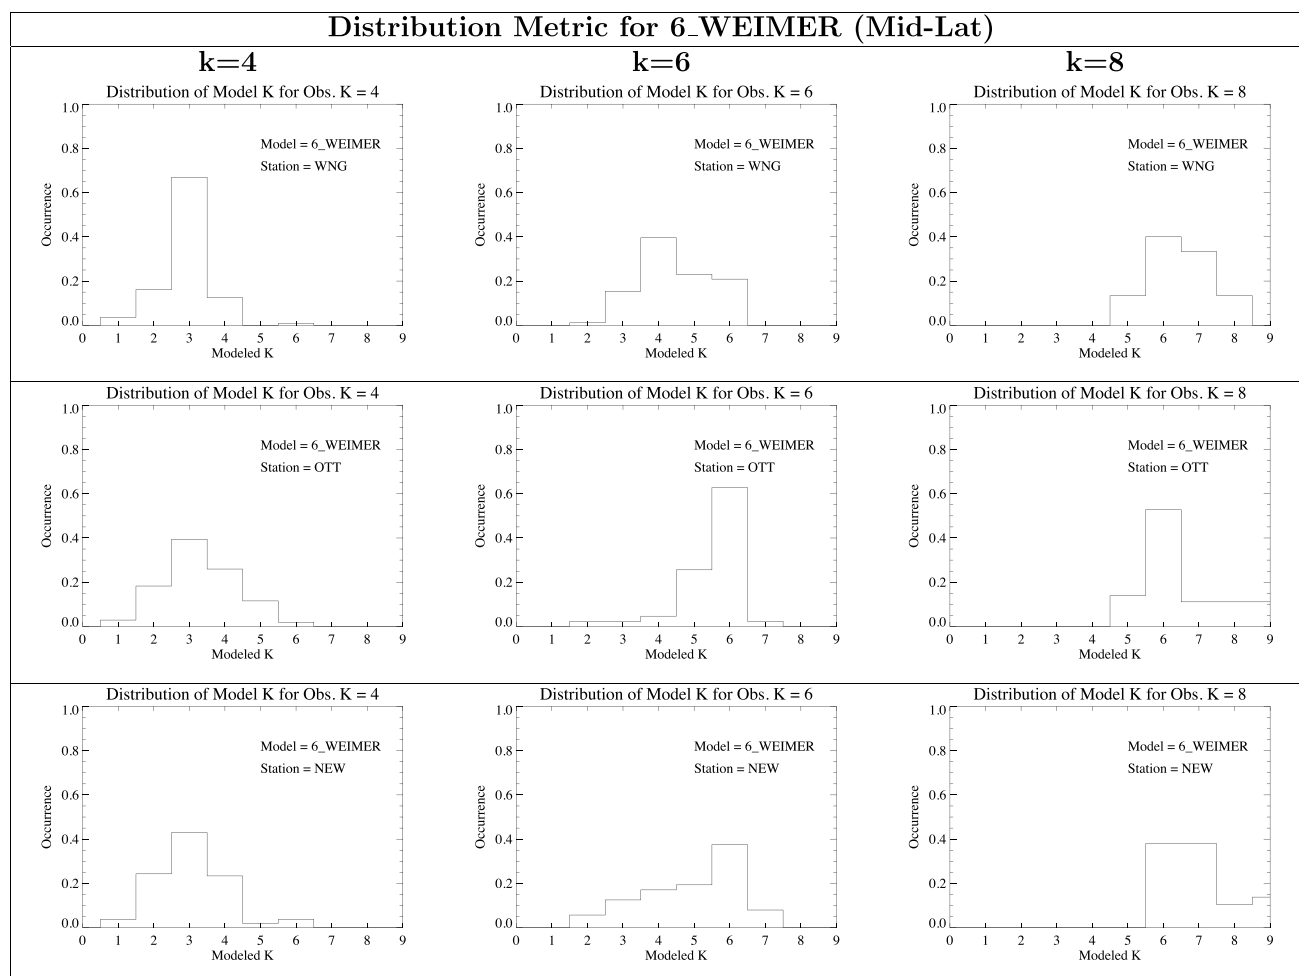 Distribution Metric for 6_WEIMER (Mid-Lat)
k=4 k=6 k=8
Distribution of Model K for Obs. K = 4
1.0
0.8
0.6
0.4
0.2
0.0
Occurrence
Model = 6_WEIMER
Station = WNG
0 1 2 3 4 5 6 7 8 9
Modeled K
Distribution of Model K for Obs. K = 6
1.0
0.8
0.6
0.4
0.2
0.0
Occurrence
Model = 6_WEIMER
Station = WNG
0 1 2 3 4 5 6 7 8 9
Modeled K
Distribution of Model K for Obs. K = 8
1.0
0.8
0.6
0.4
0.2
0.0
Occurrence
Model = 6_WEIMER
Station = WNG
0 1 2 3 4 5 6 7 8 9
Modeled K
Distribution of Model K for Obs. K = 4
1.0
0.8
0.6
0.4
0.2
0.0
Occurrence
Model = 6_WEIMER
Station = OTT
0 1 2 3 4 5 6 7 8 9
Modeled K
Distribution of Model K for Obs. K = 6
1.0
0.8
0.6
0.4
0.2
0.0
Occurrence
Model = 6_WEIMER
Station = OTT
0 1 2 3 4 5 6 7 8 9
Modeled K
Distribution of Model K for Obs. K = 8
1.0
0.8
0.6
0.4
0.2
0.0
Occurrence
Model = 6_WEIMER
Station = OTT
0 1 2 3 4 5 6 7 8 9
Modeled K
Distribution of Model K for Obs. K = 4
1.0
0.8
0.6
0.4
0.2
0.0
Occurrence
Model = 6_WEIMER
Station = NEW
0 1 2 3 4 5 6 7 8 9
Modeled K
Distribution of Model K for Obs. K = 6
1.0
0.8
0.6
0.4
0.2
0.0
Occurrence
Model = 6_WEIMER
Station = NEW
0 1 2 3 4 5 6 7 8 9
Modeled K
Distribution of Model K for Obs. K = 8
1.0
0.8
0.6
0.4
0.2
0.0
Occurrence
Model = 6_WEIMER
Station = NEW
0 1 2 3 4 5 6 7 8 9
Modeled K